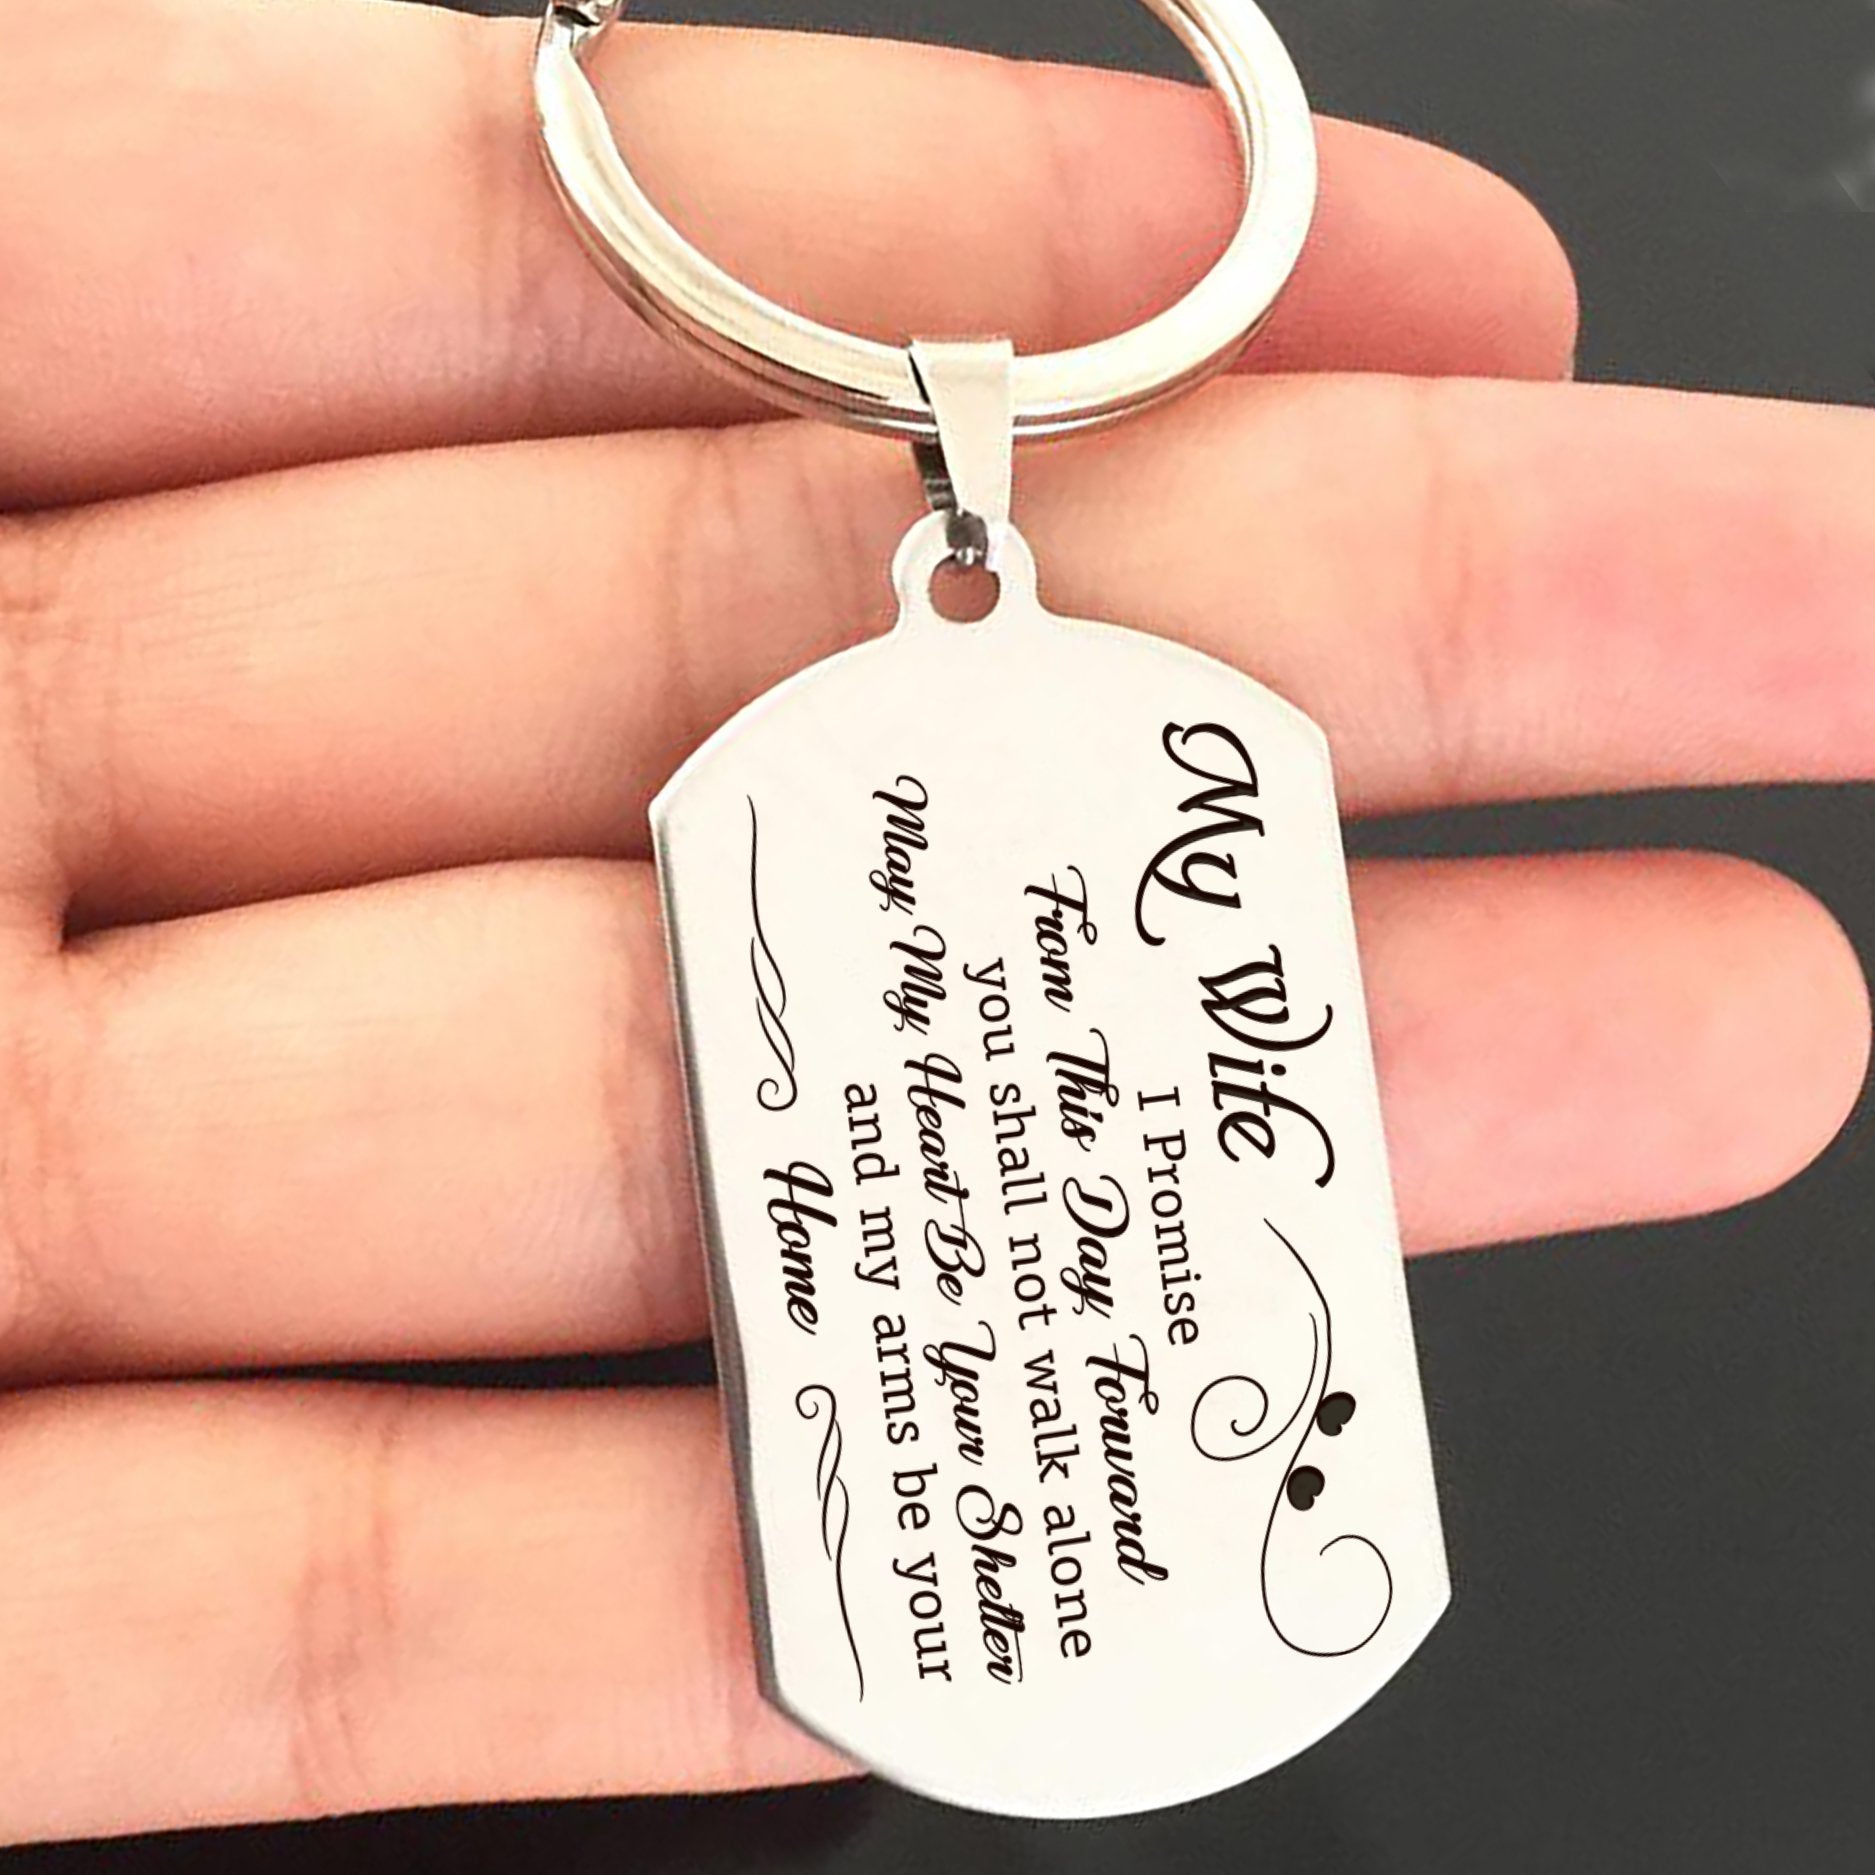 My Wife
I Promise
From This Day Forward
you shall not walk alone
May My Heart Be Your Shelter
and my arms be your
Home